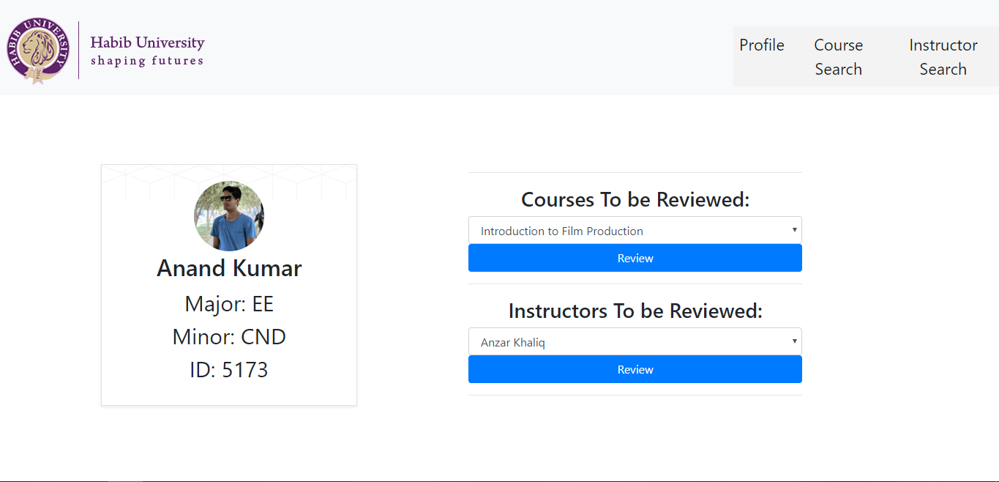 HABIB UNIVERSITY
Habib University
shaping futures
Profile
Course
Search
Instructor
Search
Anand Kumar
Major: EE
Minor: CND
ID: 5173
Courses To be Reviewed:
Introduction to Film Production
Review
Instructors To be Reviewed:
Anzar Khaliq
Review